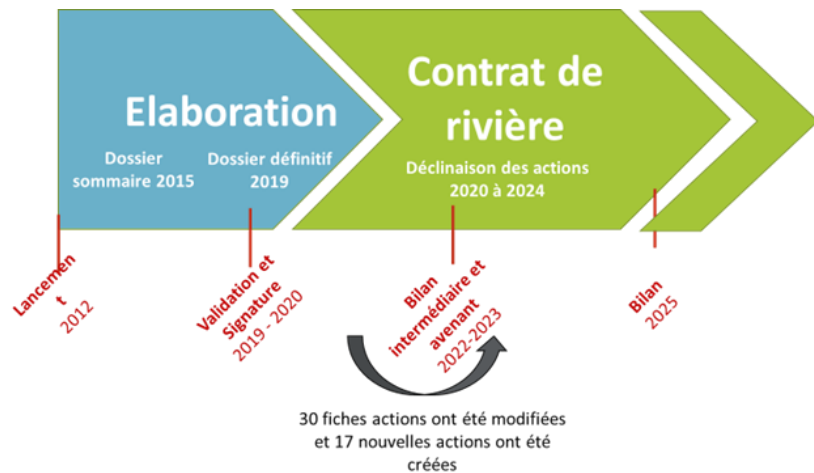 Elaboration
Dossier
sommaire 2015
Dossier définitif
2019
Contrat de
rivière
Déclinaison des actions
2020 à 2024
Lancemen
t
2012
Validation et
Signature
2019 - 2020
Bilan
intermédiaire et
avenant
2022-2023
Bilan
2025
30 fiches actions ont été modifiées
et 17 nouvelles actions ont été
créées